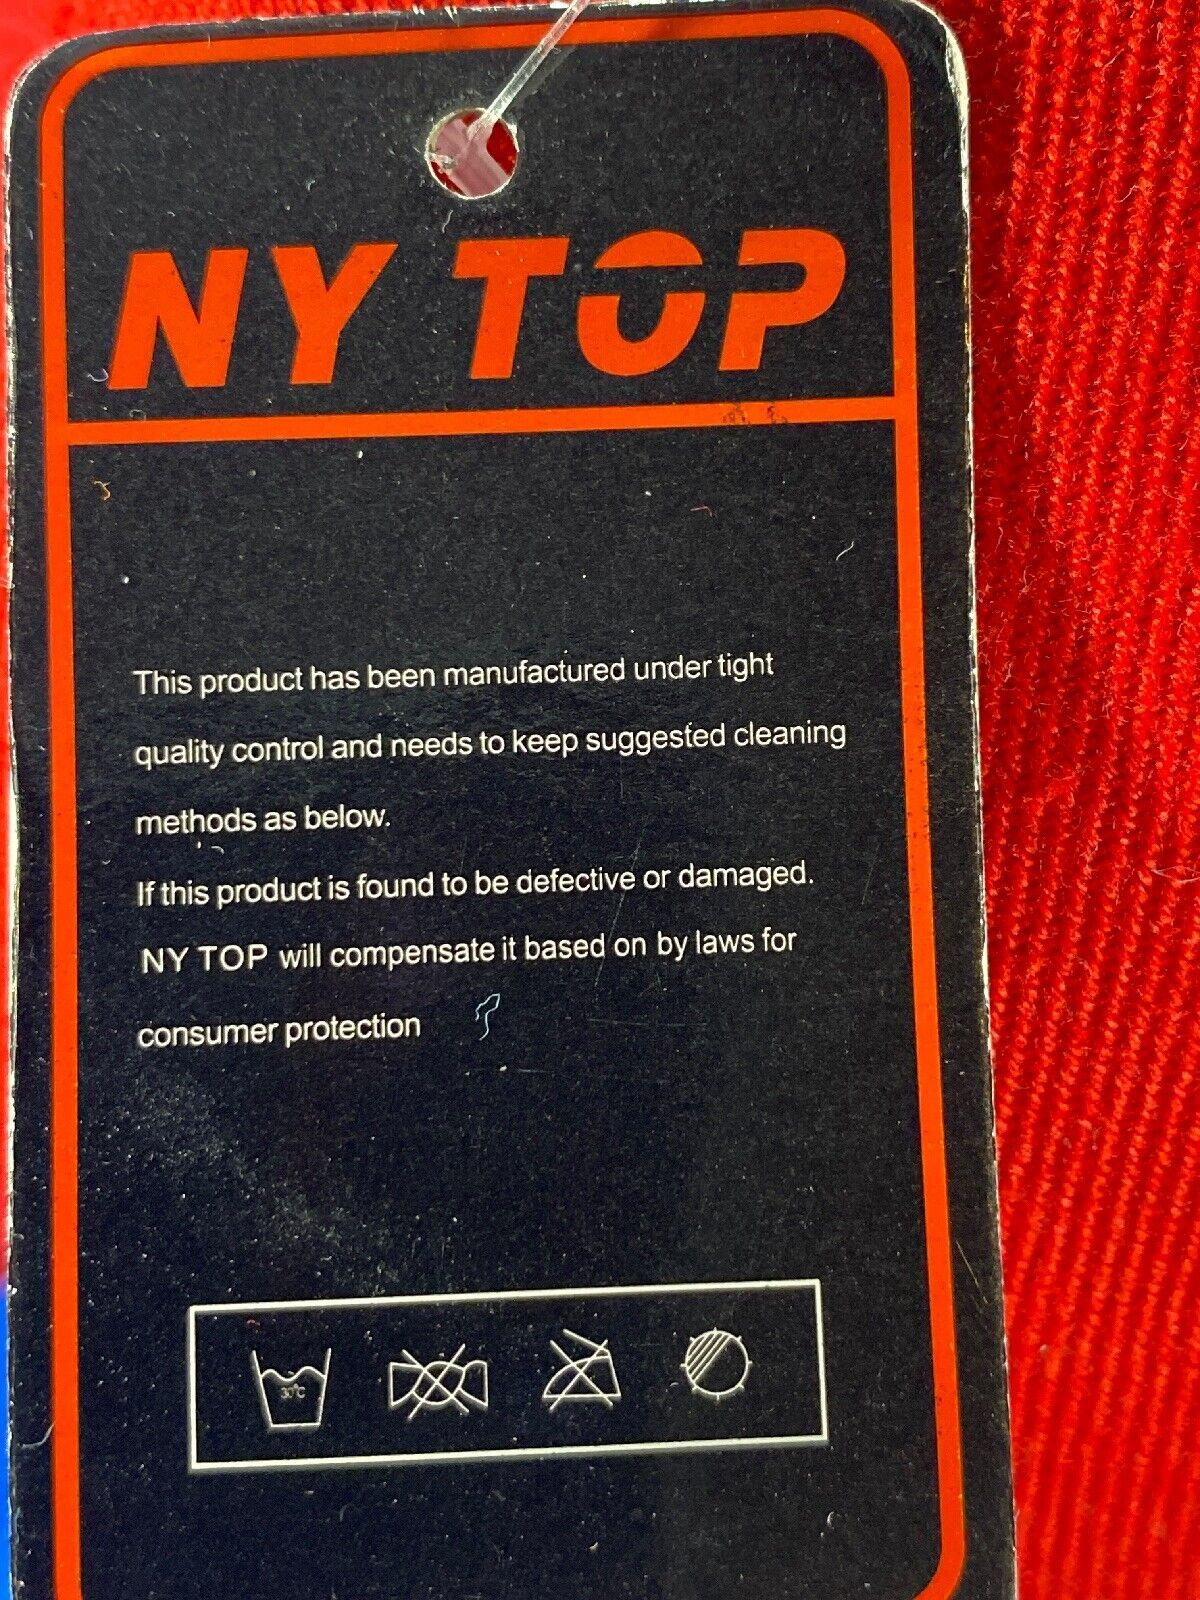 NY TOP
This product has been manufactured under tight
quality control and needs to keep suggested cleaning
methods as below.
If this product is found to be defective or damaged.
NY TOP will compensate it based on by laws for
consumer protection
30°C